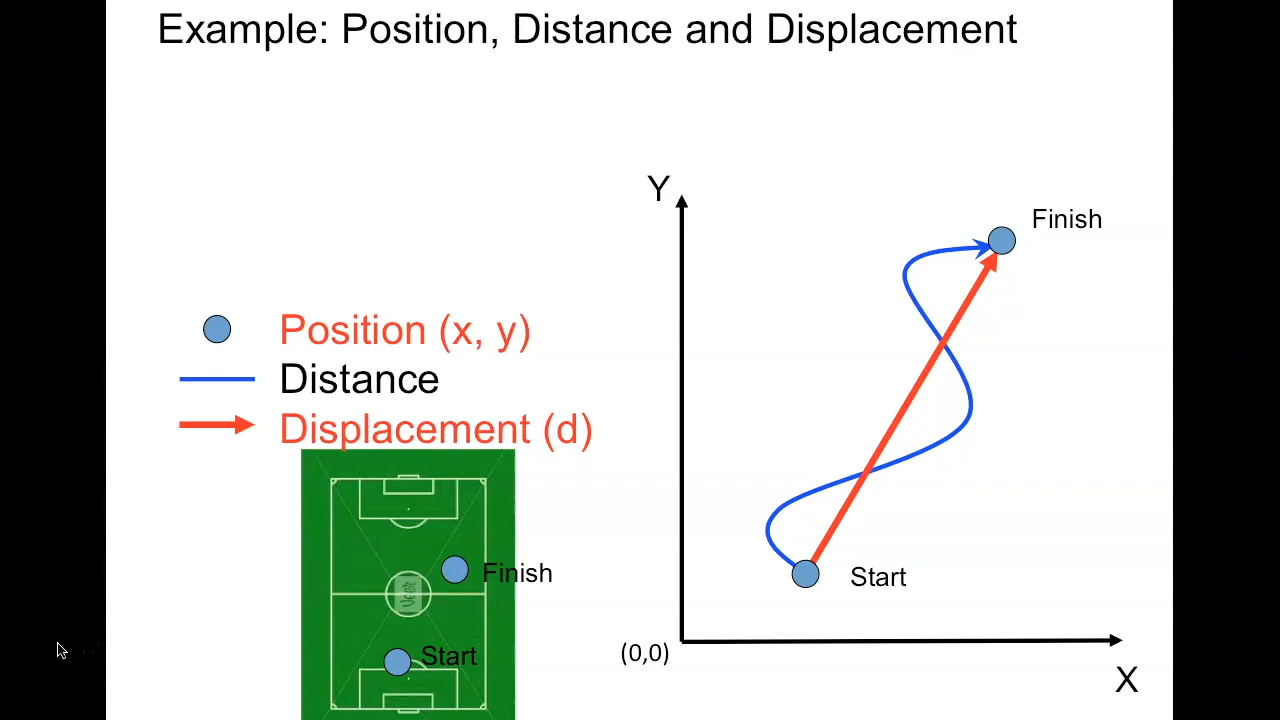 Example: Position, Distance and Displacement
Y
Finish
Position (x, y)
Distance
Displacement (d)
Finish
Start
Start
(0,0)
X